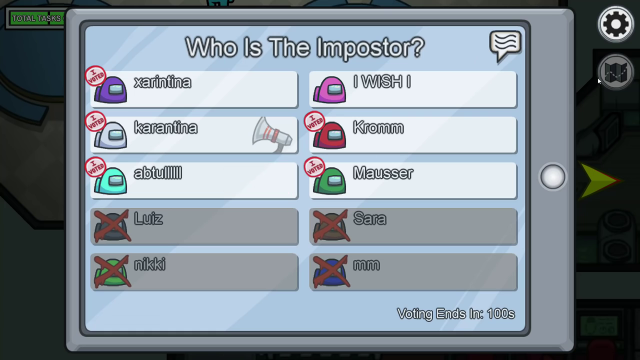 TOTAL TASKS
Who Is The Impostor?
I VOTED
xarintina
I WISH I
I VOTED
karantina
I VOTED
Kromm
I VOTED
abtullllll
I VOTED
Mausser
Luiz
Sara
nikki
mm
Voting Ends In: 100s